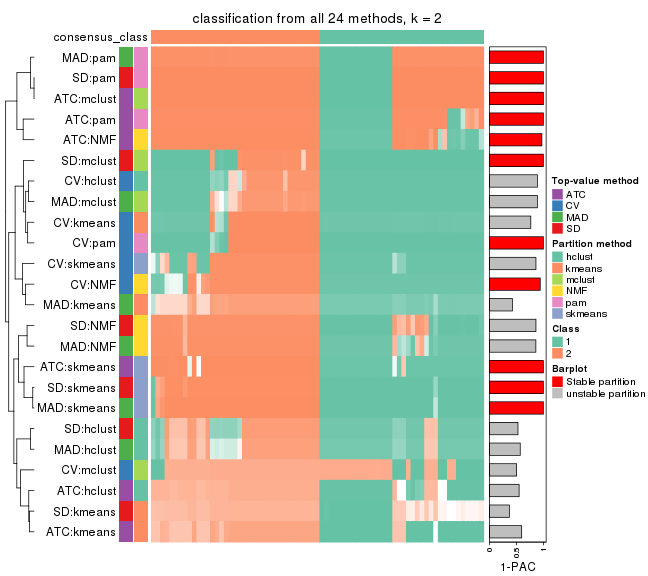 classification from all 24 methods, k = 2
consensus_class
MAD:pam
SD:pam
ATC:mclust
ATC:pam
ATC:NMF
SD:mclust
CV:hclust
MAD:mclust
CV:kmeans
CV:pam
CV:skmeans
CV:NMF
MAD:kmeans
SD:NMF
MAD:NMF
ATC:skmeans
SD:skmeans
MAD:skmeans
SD:hclust
MAD:hclust
CV:mclust
ATC:hclust
SD:kmeans
ATC:kmeans
0
0.5
1
1-PAC
Top-value method
ATC
CV
MAD
SD
Partition method
hclust
kmeans
mclust
NMF
pam
skmeans
Class
1
2
Barplot
Stable partition
unstable partition